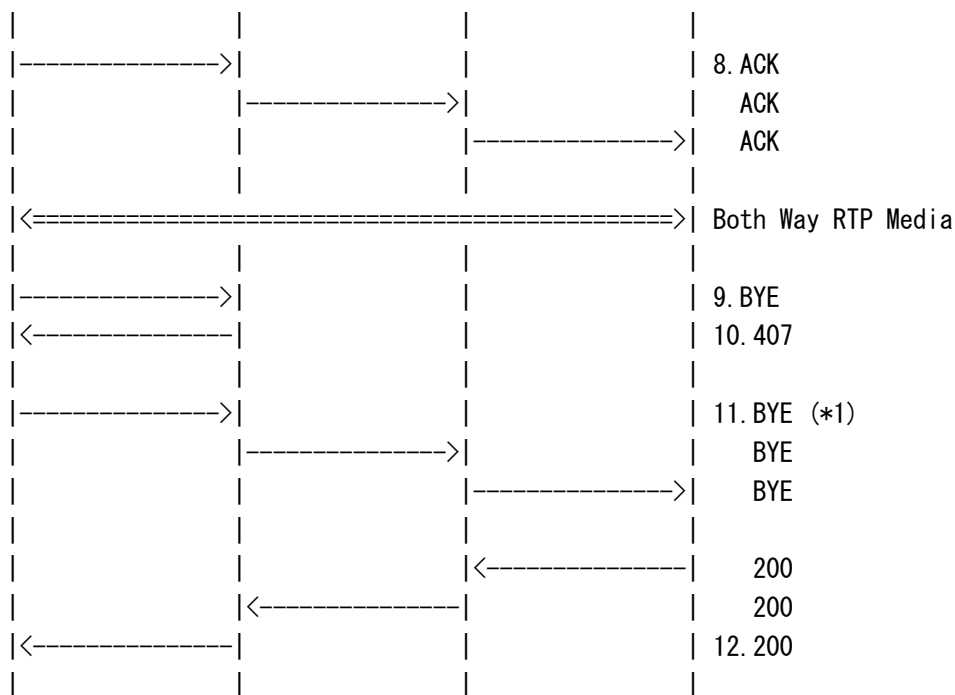 8.ACK
ACK
ACK
Both Way RTP Media
9.BYE
10.407
11.BYE (*1)
BYE
BYE
200
200
12.200